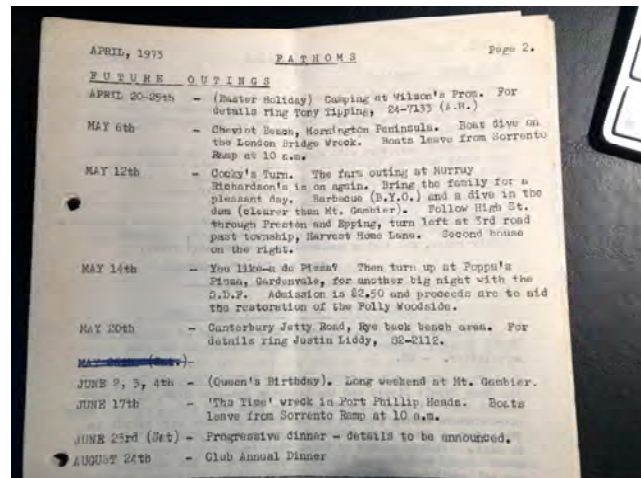 APRIL, 1973 FATHOMS Page 2.
FUTURE OUTINGS
APRIL 20-25th - (Easter Holiday) Camping at Wilson's Prom. For
details ring Tony Tipping, 24-7133 (A.H.)
MAY 6th - Cheviot Beach, Mornington Peninsula. Boat dive on
the London Bridge Wreck. Boats leave from Sorrento
Ramp at 10 a.m.
MAY 12th - Cocky's Turn. The farm outing at Murray
Richardson's is on again. Bring the family for a
pleasant day. Barbecue (B.Y.O.) and a dive in the
dam (clearer than Mt. Gambier). Follow High St.
through Preston and Epping, turn left at 3rd road
past township, Harvest Home Lane. Second house
on the right.
MAY 14th - You like-a da Pizza? Then turn up at Poppa's
Pizza, Gardenvale, for another big night with the
S.D.F. Admission is $2.50 and proceeds are to aid
the restoration of the Polly Woodside.
MAY 20th - Canterbury Jetty Road, Rye back beach area. For
details ring Justin Liddy, 82-2112.
JUNE 2, 3, 4th - (Queen's Birthday). Long weekend at Mt. Gambier.
JUNE 17th - 'The Time' wreck in Port Phillip Heads. Boats
leave from Sorrento Ramp at 10 a.m.
JUNE 23rd (Sat) - Progressive dinner - details to be announced.
AUGUST 24th - Club Annual Dinner